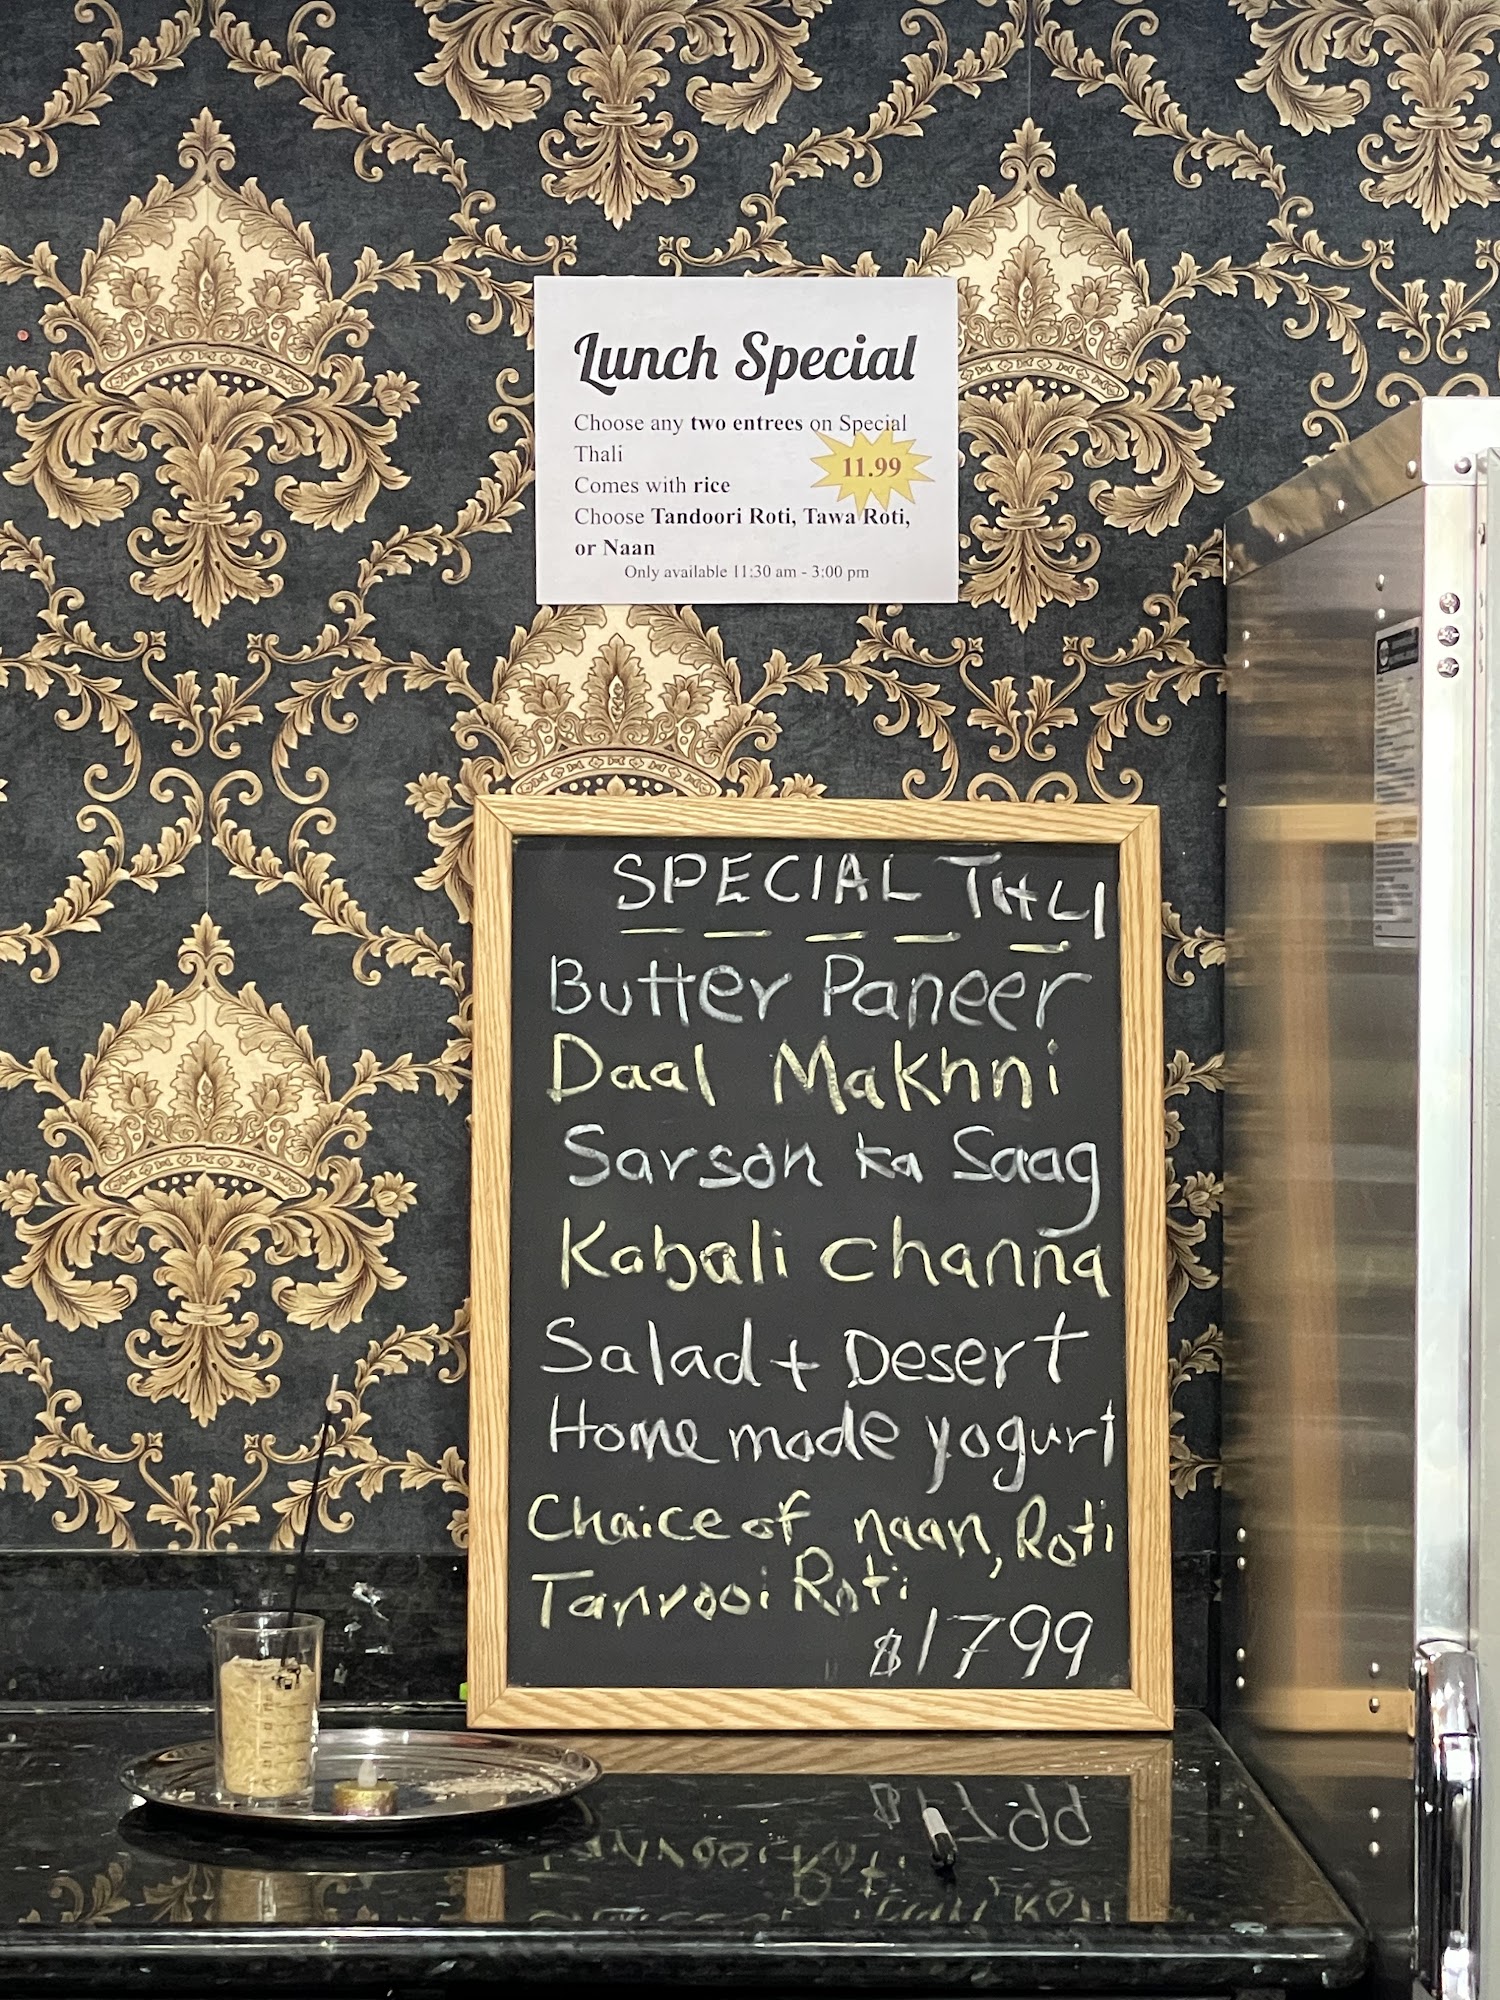 Lunch Special
Choose any two entrees on Special
Thali
11.99
Comes with rice
Choose Tandoori Roti, Tawa Roti,
or Naan
Only available 11:30 am - 3:00 pm
SPECIAL THLI
Butter Paneer
Daal Makhni
Sarson ka Saag
Kabali channa
Salad + Desert
Home made yogurt
Chaice of naan, Roti
Tanrooi Roti
$1799